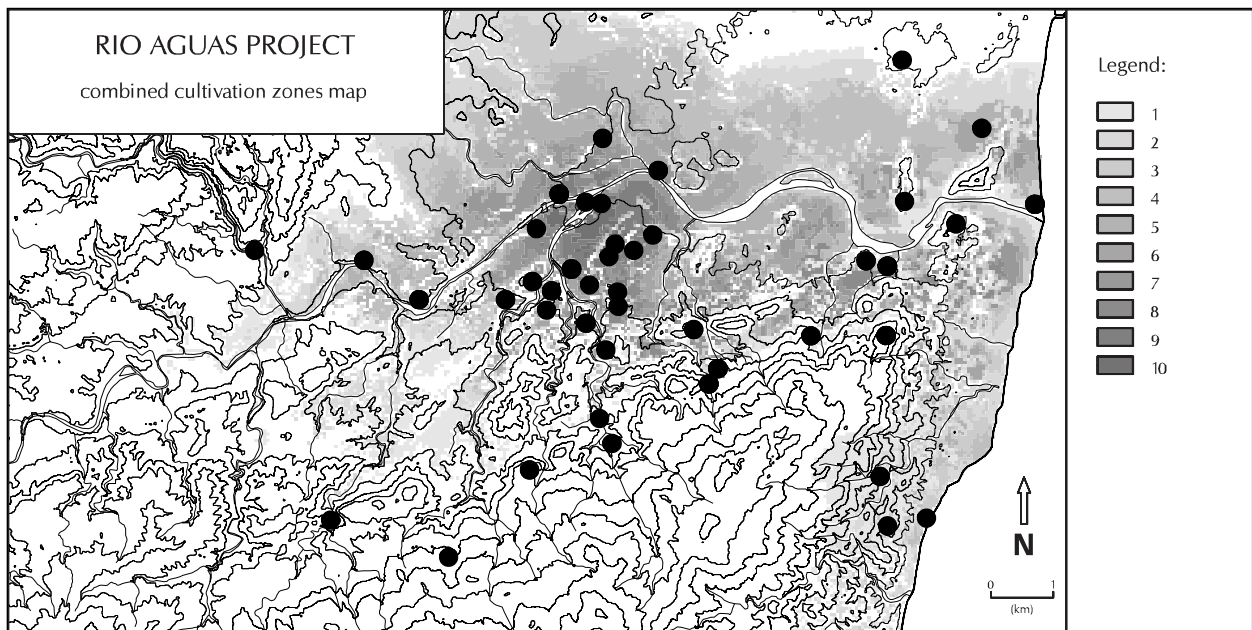 RIO AGUAS PROJECT
combined cultivation zones map
Legend:
1
2
3
4
5
6
7
8
9
10
N
0 1
(km)